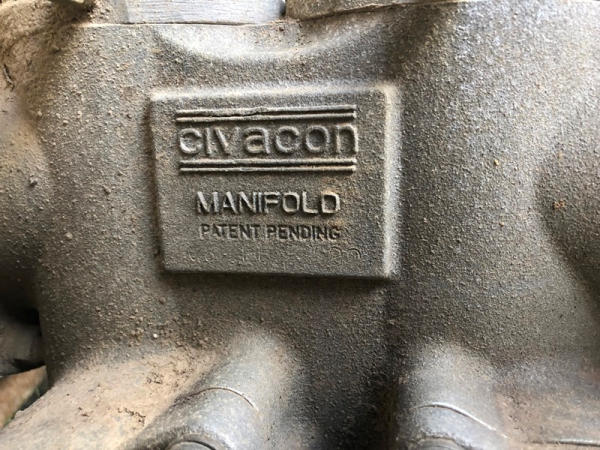 civacon
MANIFOLD
PATENT PENDING